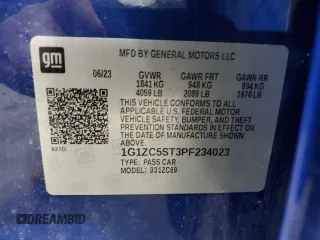 gm
MFD BY GENERAL MOTORS LLC
06/23 GVWR GAWR FRT GAWR RR
1841 KG 948 KG 894 KG
4059 LB 2089 LB 1970 LB
THIS VEHICLE CONFORMS TO ALL
APPLICABLE U.S. FEDERAL MOTOR
VEHICLE SAFETY, BUMPER, AND THEFT
PREVENTION STANDARDS IN EFFECT
ON THE DATE OF MANUFACTURE
SHOWN ABOVE.
1G1ZC5ST3PF234023
TYPE: PASS CAR
MODEL:
DREAMBID